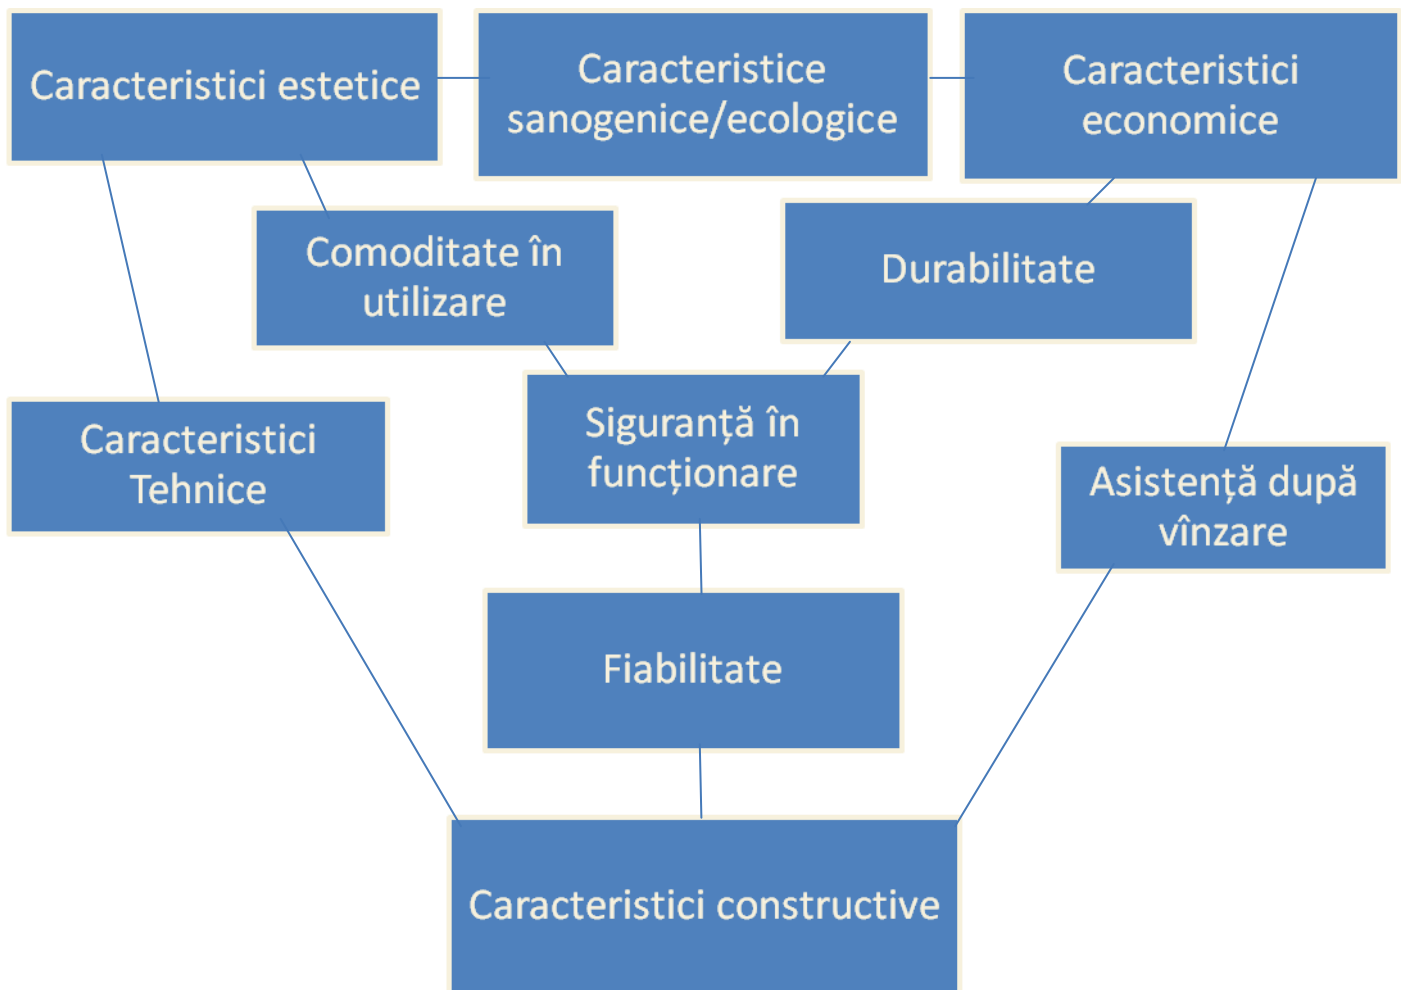 Caracteristici estetice
Caracteristice
sanogenice/ecologice
Caracteristici
economice
Comoditate în
utilizare
Durabilitate
Caracteristici
Tehnice
Siguranță în
funcționare
Asistență după
vînzare
Fiabilitate
Caracteristici constructive